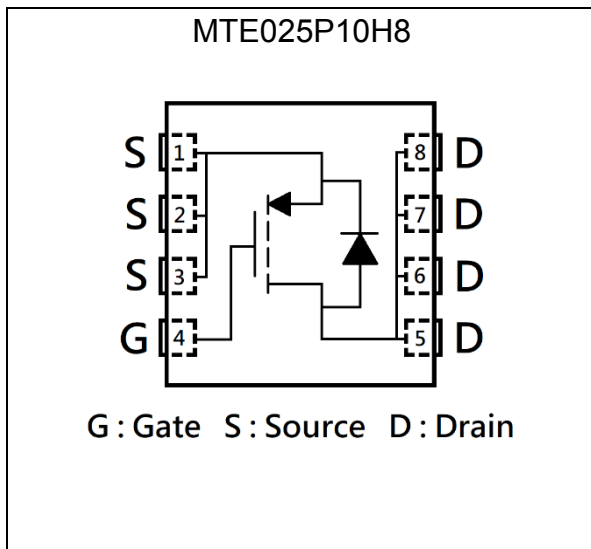 MTE025P10H8
S 1 8 D
S 2 7 D
S 3 6 D
G 4 5 D
G : Gate S : Source D : Drain